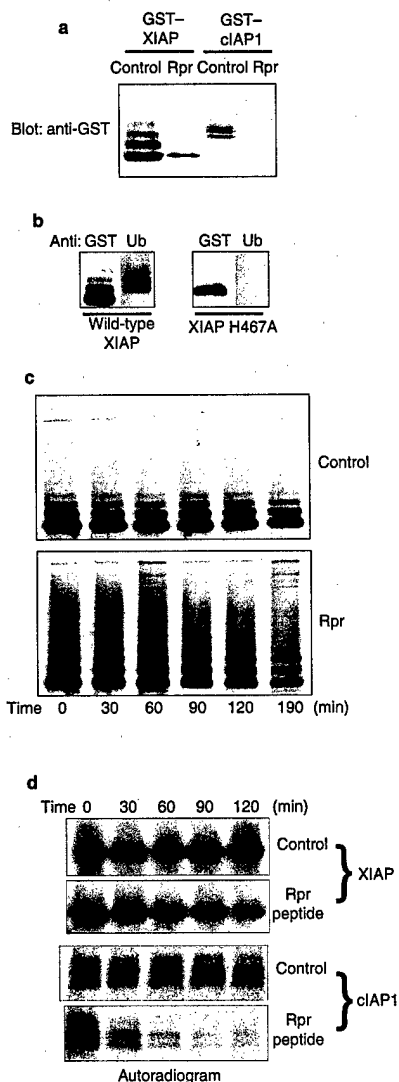 a
GST– GST–
XIAP cIAP1
Control Rpr Control Rpr
Blot: anti-GST
b
Anti: GST Ub GST Ub
Wild-type XIAP H467A
XIAP
c
Control
Rpr
Time 0 30 60 90 120 190 (min)
d
Time 0 30 60 90 120 (min)
Control
XIAP
Rpr
peptide
Control
cIAP1
Rpr
peptide
Autoradiogram